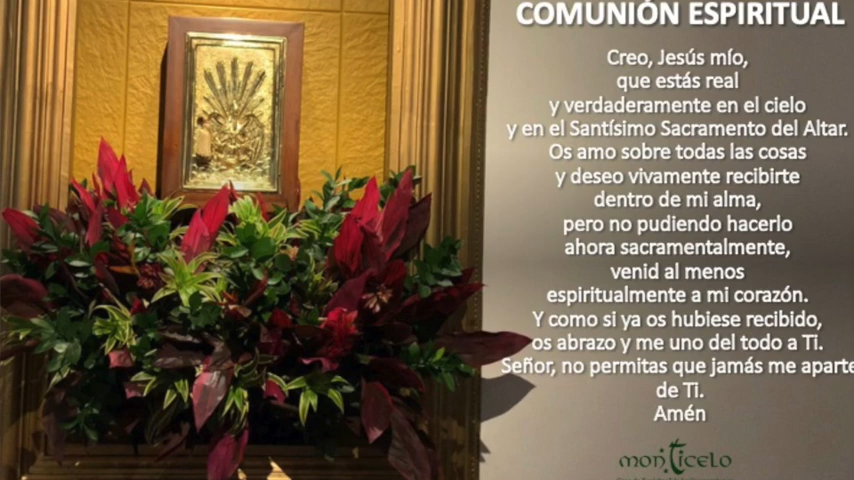 COMUNIÓN ESPIRITUAL
Creo, Jesús mío,
que estás real
y verdaderamente en el cielo
y en el Santísimo Sacramento del Altar.
Os amo sobre todas las cosas
y deseo vivamente recibirte
dentro de mi alma,
pero no pudiendo hacerlo
ahora sacramentalmente,
venid al menos
espiritualmente a mi corazón.
Y como si ya os hubiese recibido,
os abrazo y me uno del todo a Ti.
Señor, no permitas que jamás me aparte
de Ti.
Amén
monticelo